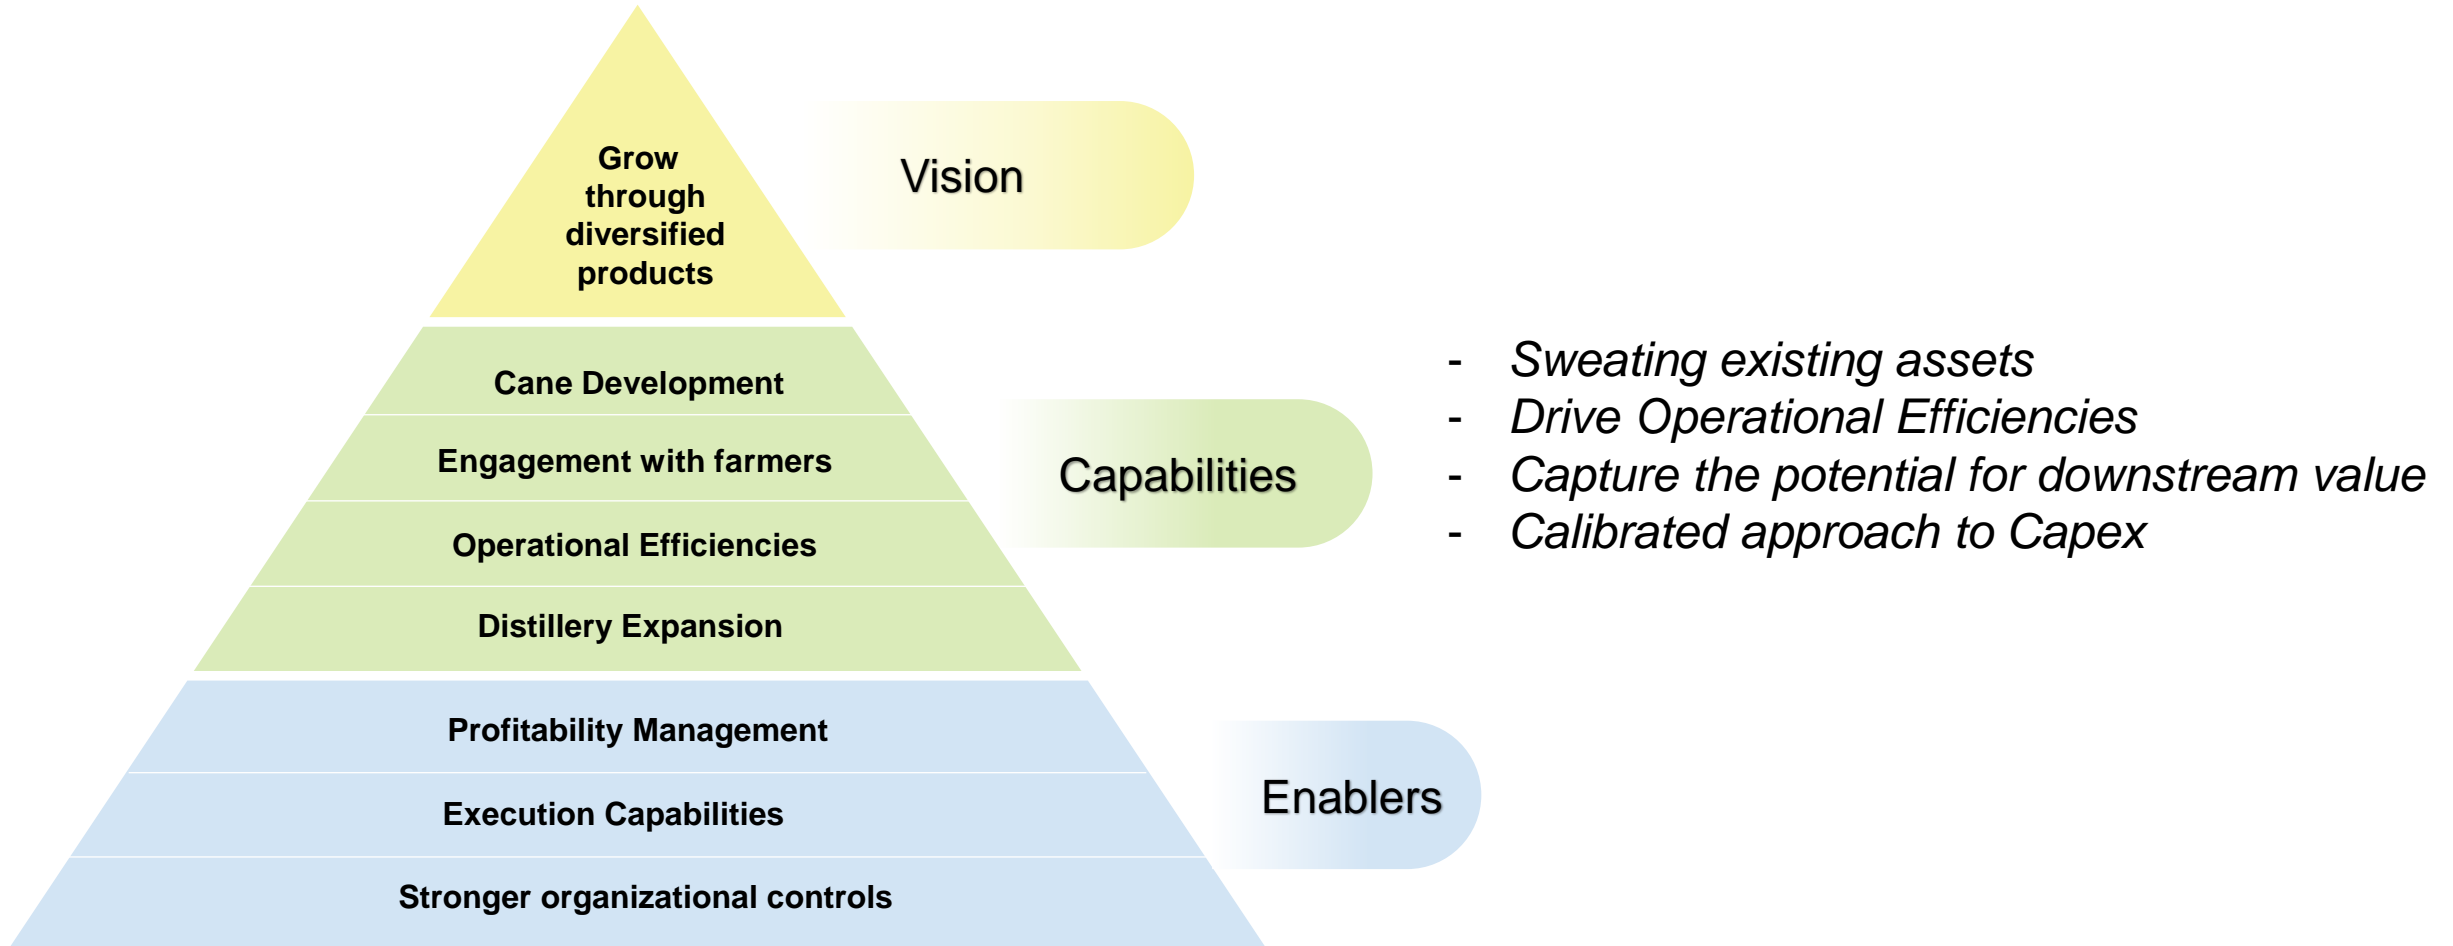 Grow
through
diversified
products
Vision
Cane Development
Engagement with farmers
Operational Efficiencies
Distillery Expansion
Capabilities
- Sweating existing assets
- Drive Operational Efficiencies
- Capture the potential for downstream value
- Calibrated approach to Capex
Profitability Management
Execution Capabilities
Stronger organizational controls
Enablers